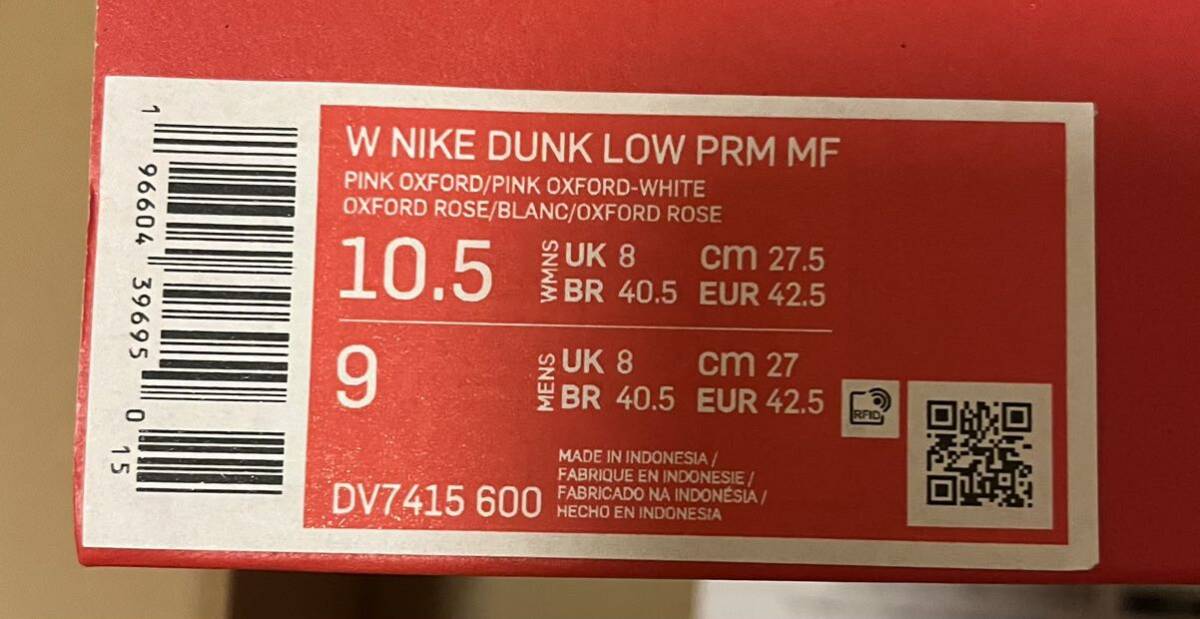 W NIKE DUNK LOW PRM MF
PINK OXFORD/PINK OXFORD-WHITE
OXFORD ROSE/BLANC/OXFORD ROSE
10.5 WMNS UK 8 cm 27.5
BR 40.5 EUR 42.5
9 MENS UK 8 cm 27
BR 40.5 EUR 42.5
RFID
MADE IN INDONESIA /
FABRIQUE EN INDONESIE /
FABRICADO NA INDONÉSIA /
HECHO EN INDONESIA
DV7415 600
1 96604 39695 0 15